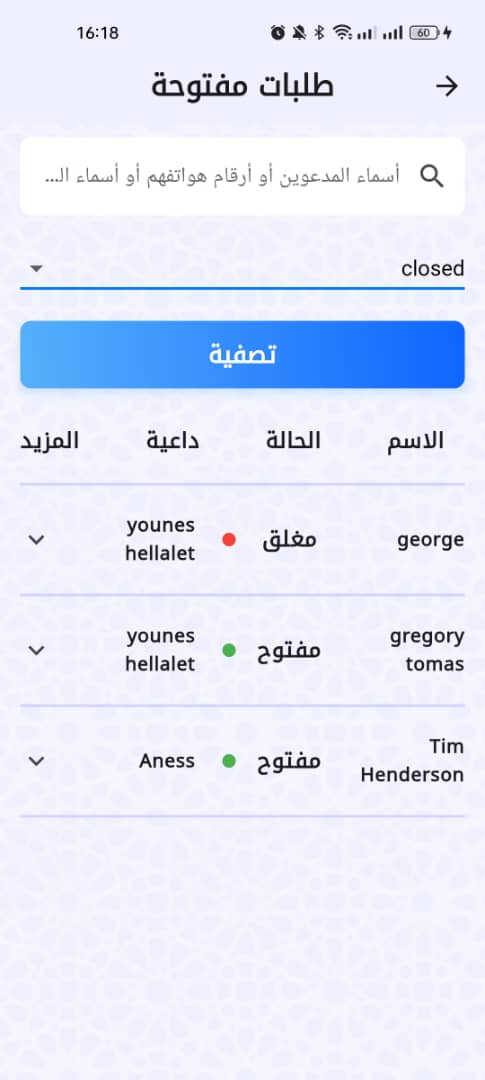 16:18
60
طلبات مفتوحة
أسماء المدعوين أو أرقام هواتفهم أو أسماء ال...
closed
تصفية
الاسم الحالة داعية المزيد
george مغلق younes hellalet
gregory tomas مفتوح younes hellalet
Tim Henderson مفتوح Aness